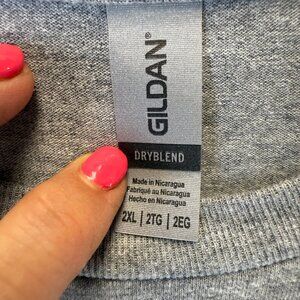 GILDAN®
DRYBLEND
Made in Nicaragua
Fabriqué au Nicaragua
Hecho en Nicaragua
2XL | 2TG | 2EG